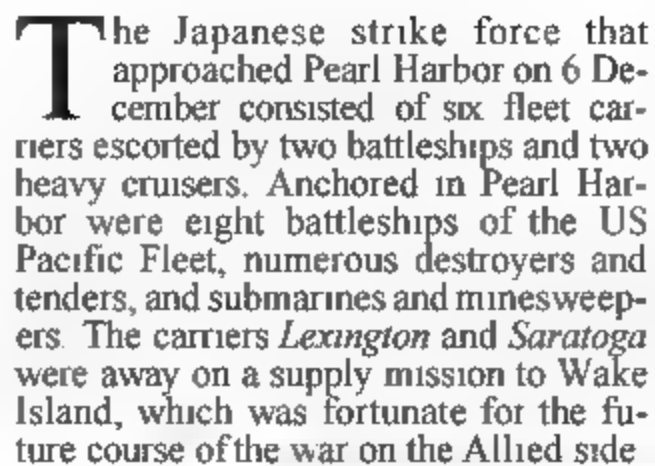 The Japanese strike force that
approached Pearl Harbor on 6 De-
cember consisted of six fleet car-
riers escorted by two battleships and two
heavy cruisers. Anchored in Pearl Har-
bor were eight battleships of the US
Pacific Fleet, numerous destroyers and
tenders, and submarines and minesweep-
ers. The carriers Lexington and Saratoga
were away on a supply mission to Wake
Island, which was fortunate for the fu-
ture course of the war on the Allied side